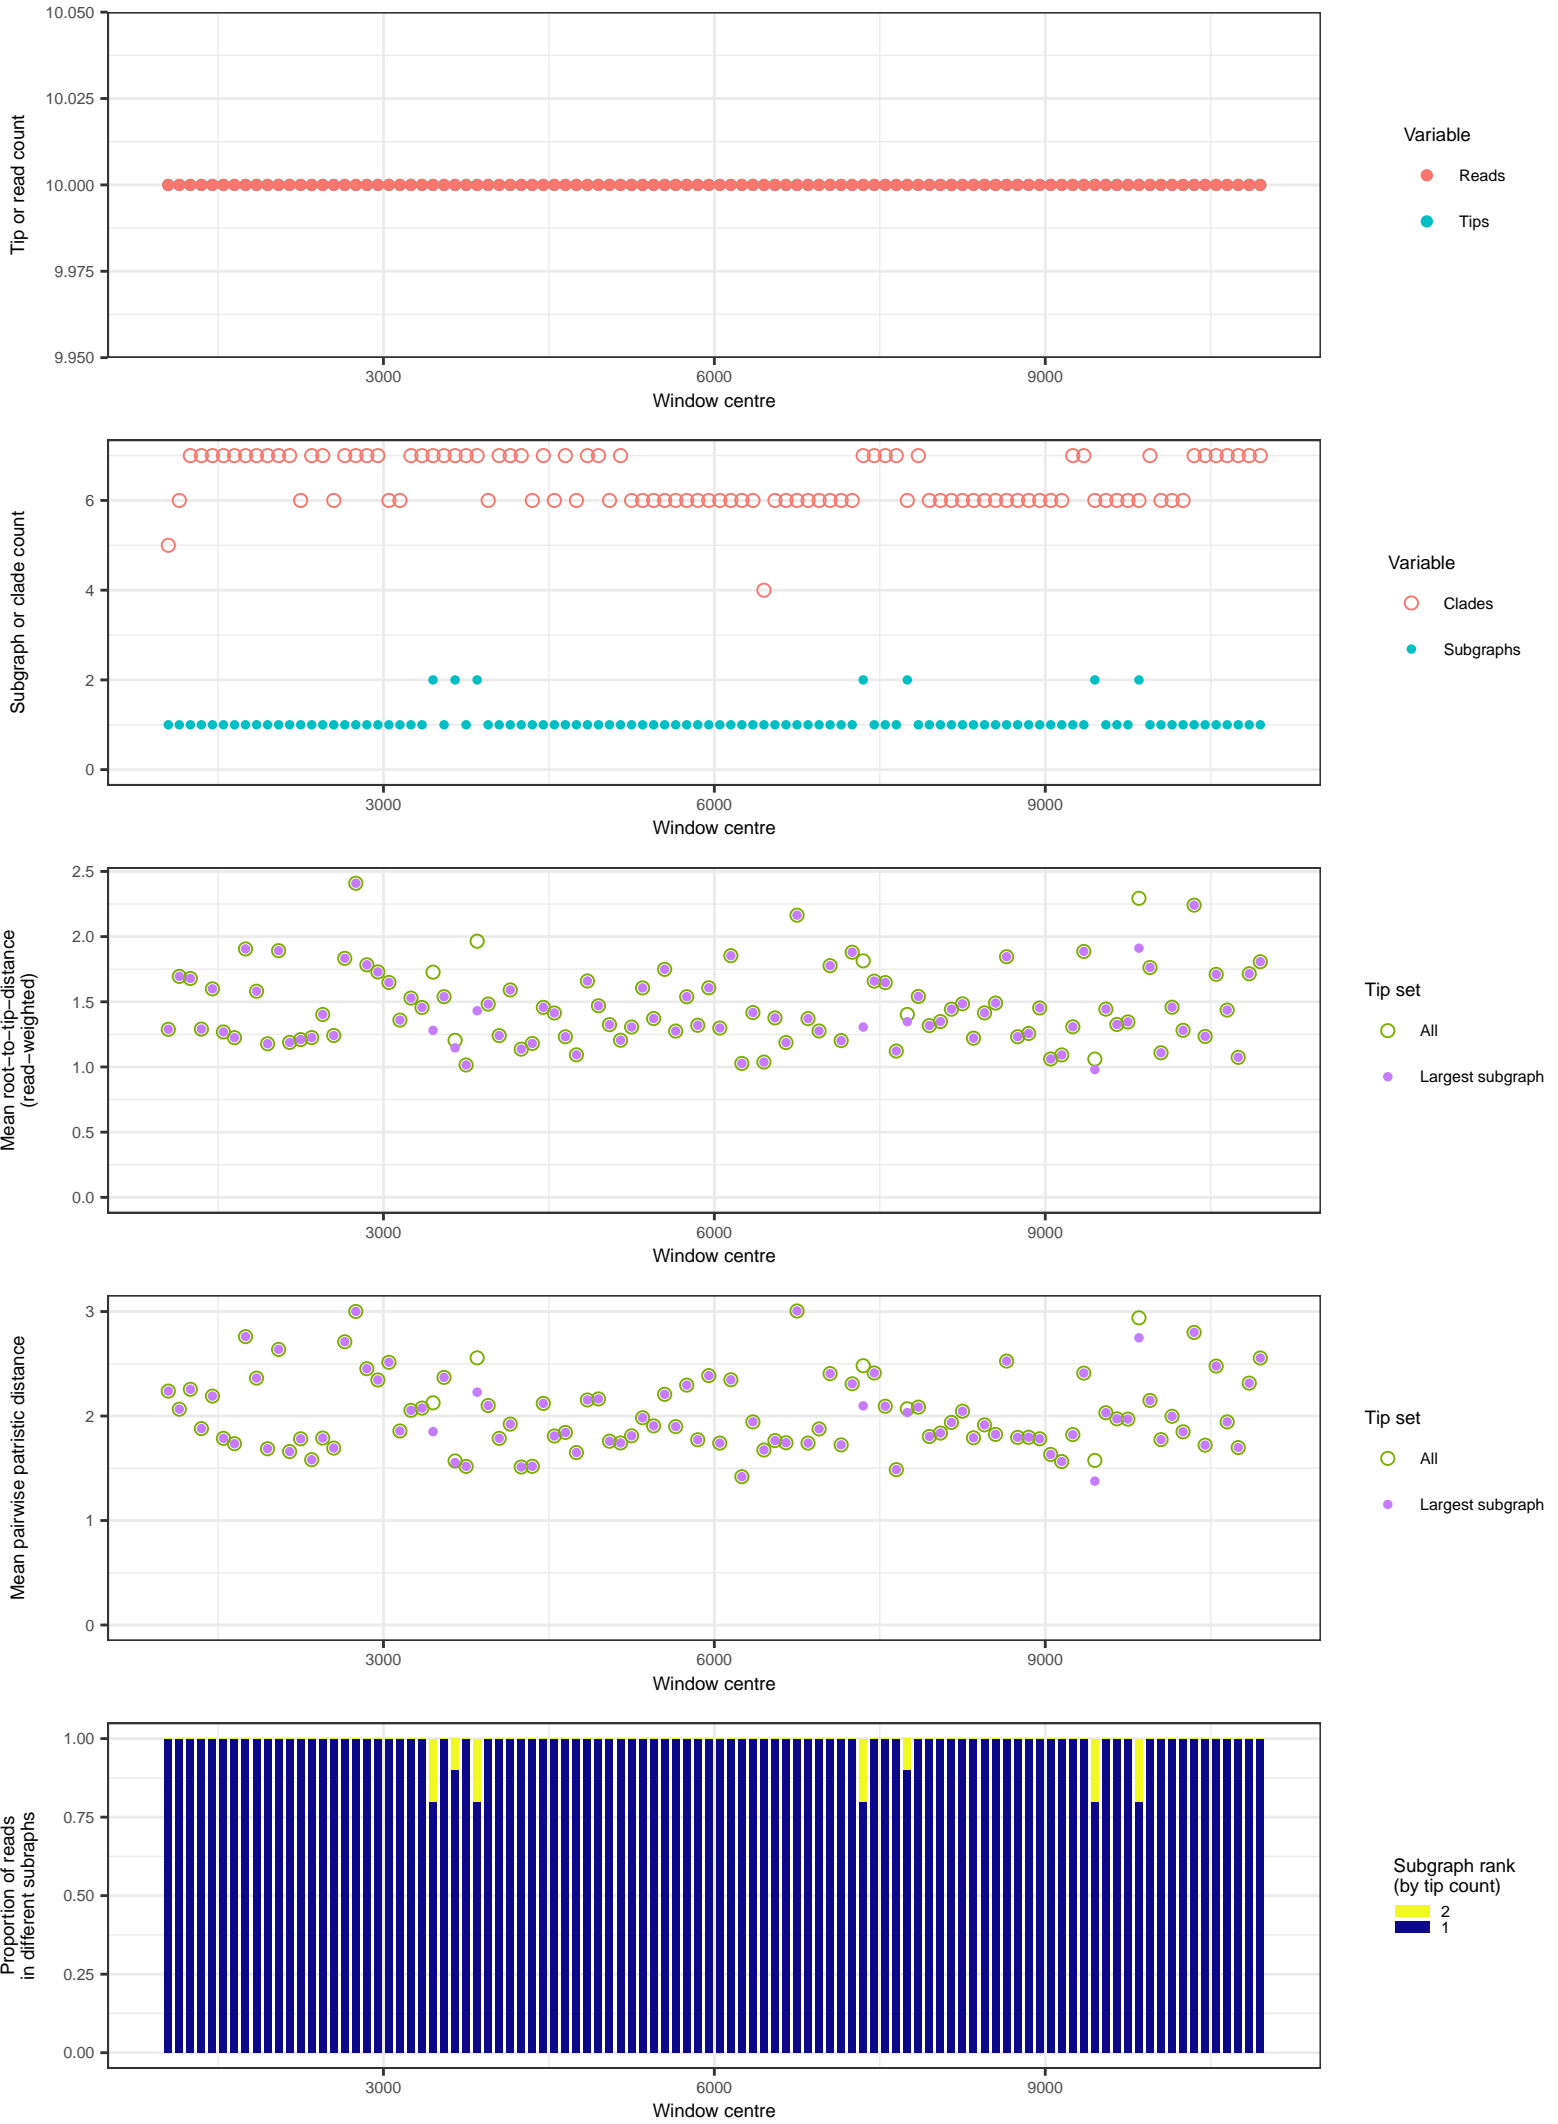 10.050
10.025
10.000
9.975
9.950
Tip or read count
3000 6000 9000
Window centre
Variable
Reads
Tips
6
4
2
0
Subgraph or clade count
3000 6000 9000
Window centre
Variable
Clades
Subgraphs
2.5
2.0
1.5
1.0
0.5
0.0
Mean root−to−tip−distance
(read−weighted)
3000 6000 9000
Window centre
Tip set
All
Largest subgraph
3
2
1
0
Mean pairwise patristic distance
3000 6000 9000
Window centre
Tip set
All
Largest subgraph
1.00
0.75
0.50
0.25
0.00
Proportion of reads
in different subraphs
3000 6000 9000
Window centre
Subgraph rank
(by tip count)
2
1